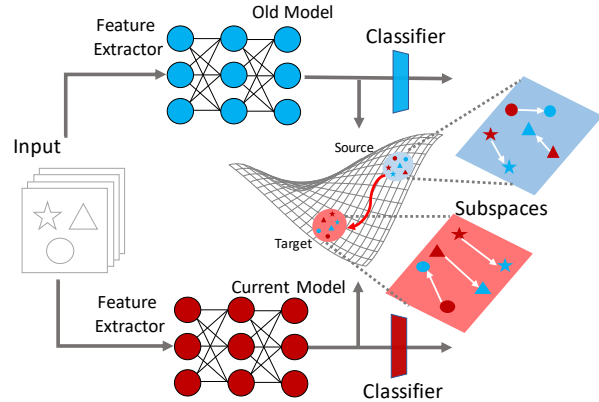 Old Model
Feature
Extractor
Classifier
Input
Source
Subspaces
Target
Current Model
Feature
Extractor
Classifier